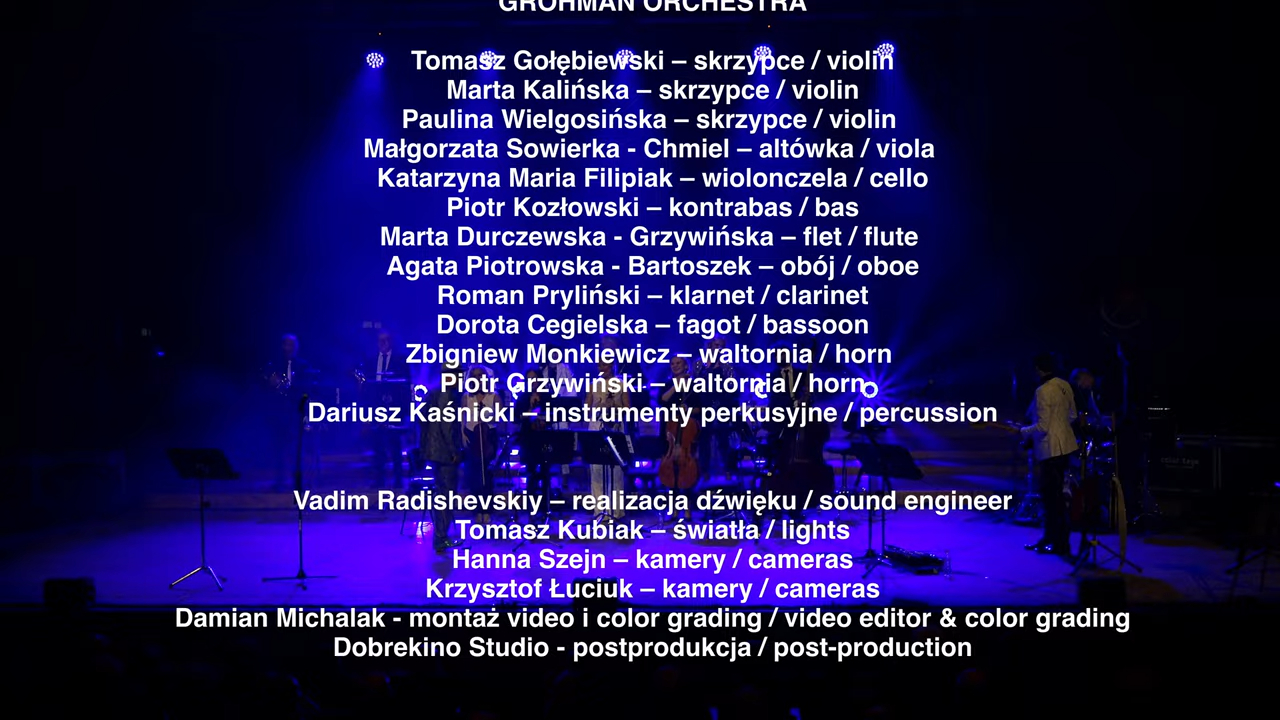 GROHMAN ORCHESTRA
Tomasz Gołębiewski – skrzypce / violin
Marta Kalińska – skrzypce / violin
Paulina Wielgosińska – skrzypce / violin
Małgorzata Sowierka - Chmiel – altówka / viola
Katarzyna Maria Filipiak – wiolonczela / cello
Piotr Kozłowski – kontrabas / bas
Marta Durczewska - Grzywińska – flet / flute
Agata Piotrowska - Bartoszek – obój / oboe
Roman Pryliński – klarnet / clarinet
Dorota Cegielska – fagot / bassoon
Zbigniew Monkiewicz – waltornia / horn
Piotr Grzywiński – waltornia / horn
Dariusz Kaśnicki – instrumenty perkusyjne / percussion
Vadim Radishevskiy – realizacja dźwięku / sound engineer
Tomasz Kubiak – światła / lights
Hanna Szejn – kamery / cameras
Krzysztof Łuciuk – kamery / cameras
Damian Michalak - montaż video i color grading / video editor & color grading
Dobrekino Studio - postprodukcja / post-production